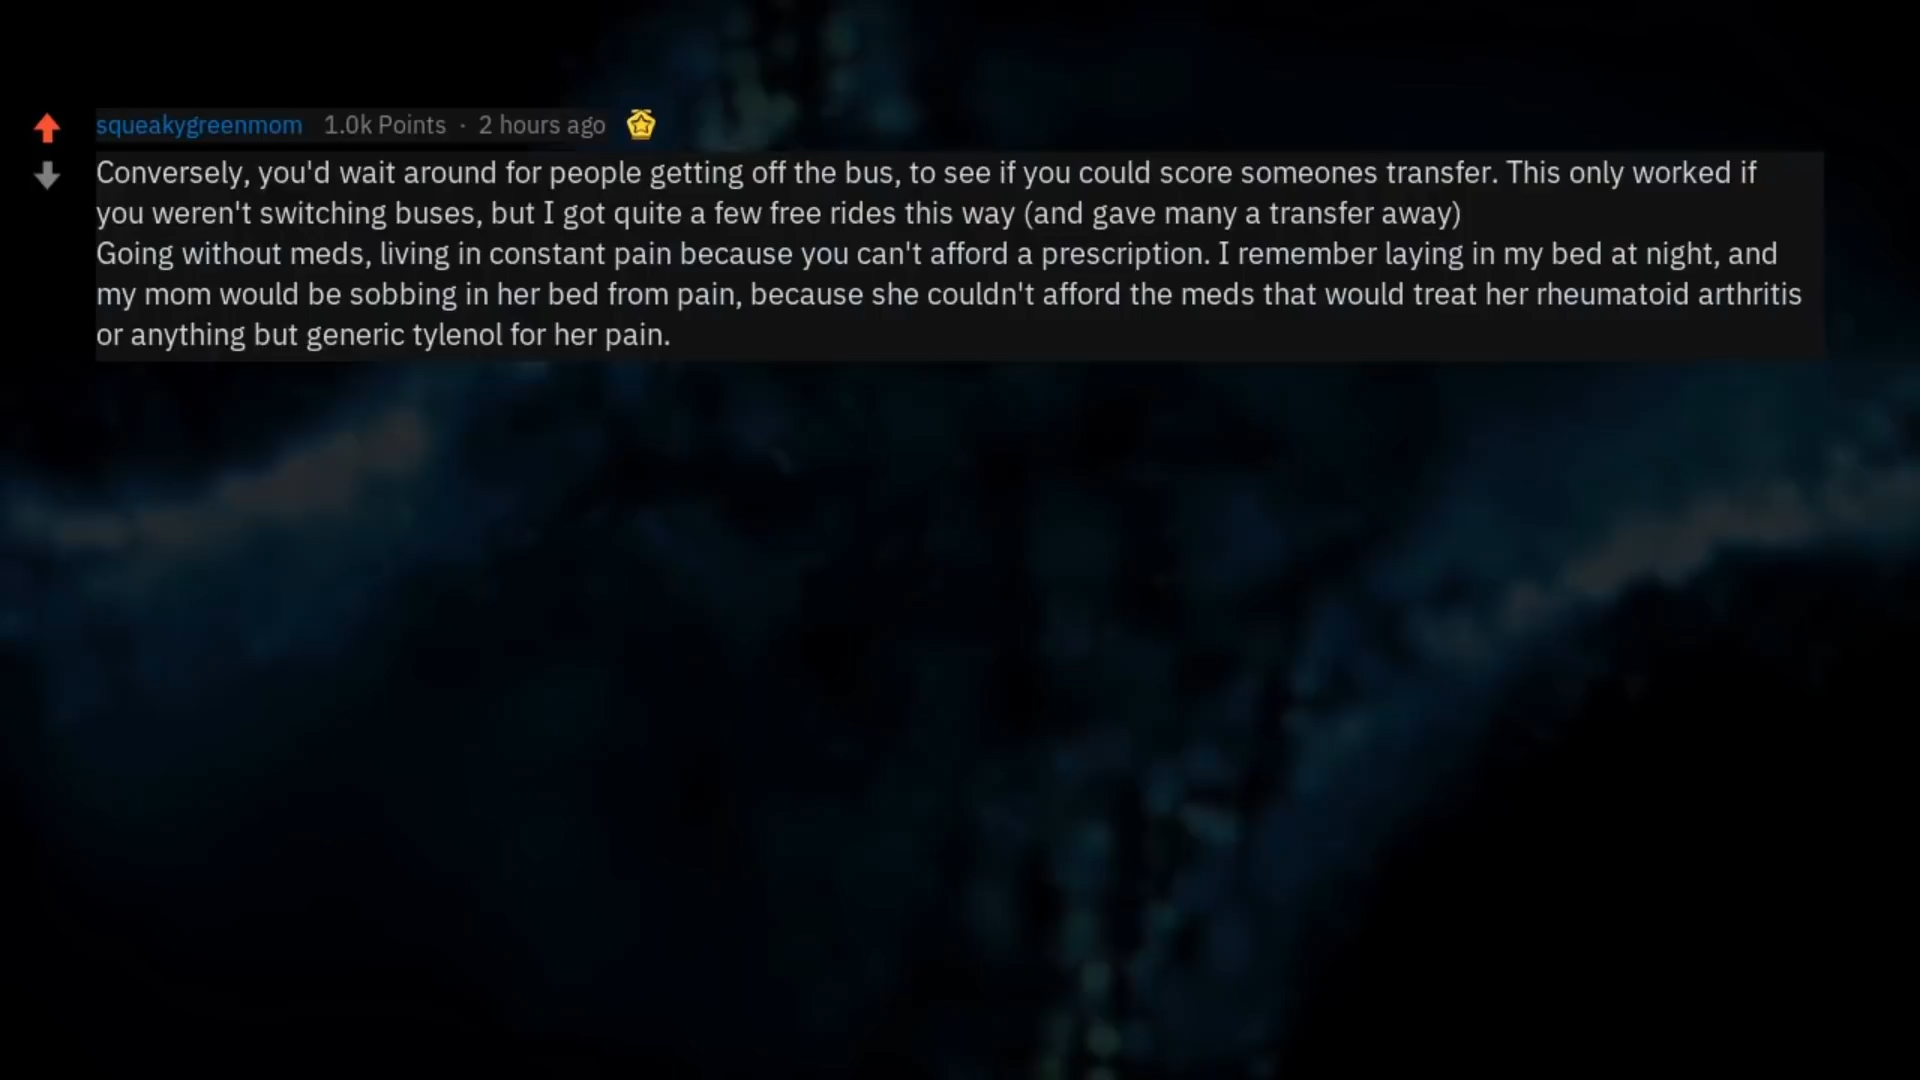 squeakygreenmom 1.0k Points · 2 hours ago
Conversely, you'd wait around for people getting off the bus, to see if you could score someones transfer. This only worked if
you weren't switching buses, but I got quite a few free rides this way (and gave many a transfer away)
Going without meds, living in constant pain because you can't afford a prescription. I remember laying in my bed at night, and
my mom would be sobbing in her bed from pain, because she couldn't afford the meds that would treat her rheumatoid arthritis
or anything but generic tylenol for her pain.